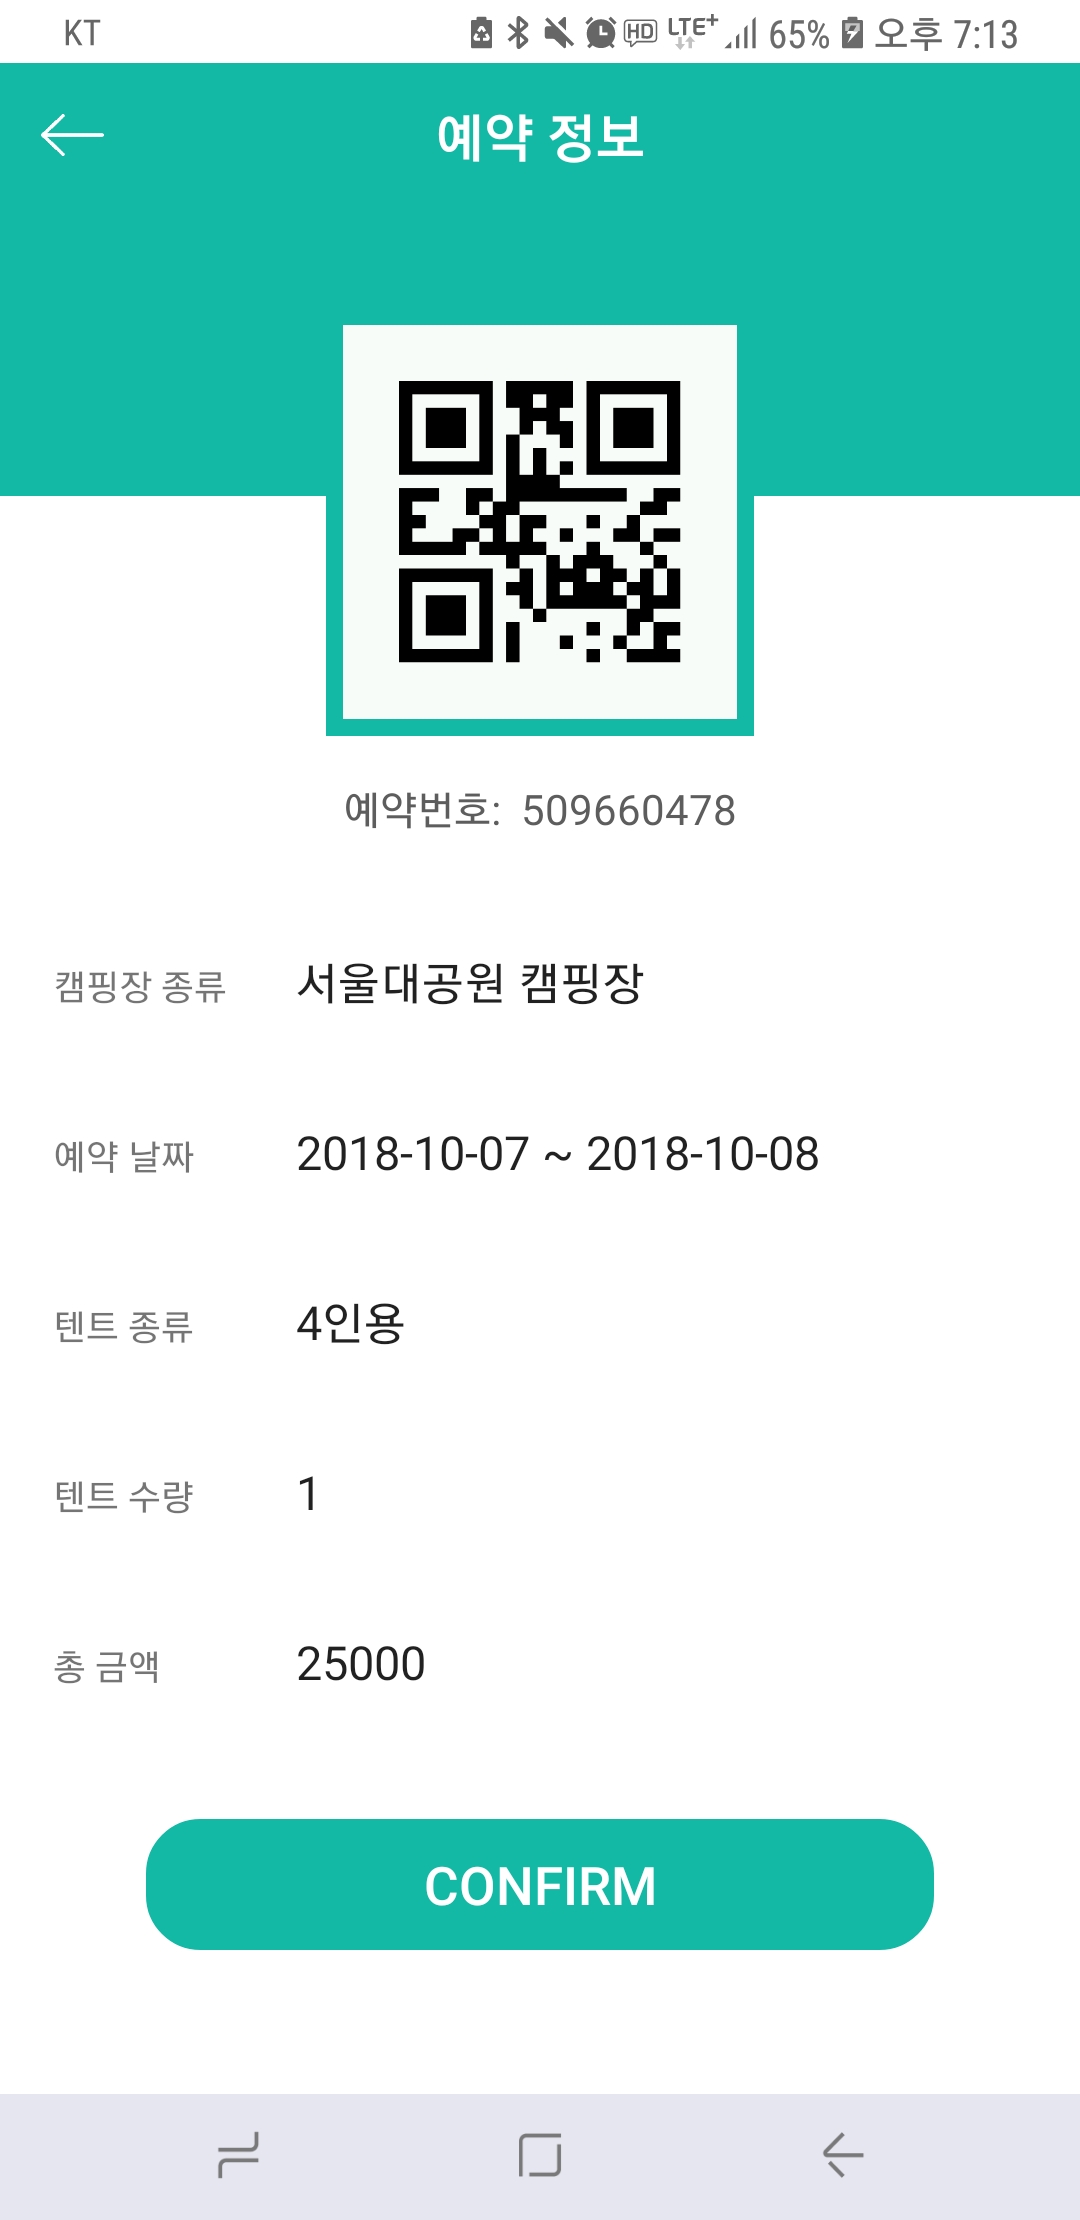 KT HD LTE+ 65% 오후 7:13
예약 정보
예약번호: 509660478
캠핑장 종류 서울대공원 캠핑장
예약 날짜 2018-10-07 ~ 2018-10-08
텐트 종류 4인용
텐트 수량 1
총 금액 25000
CONFIRM